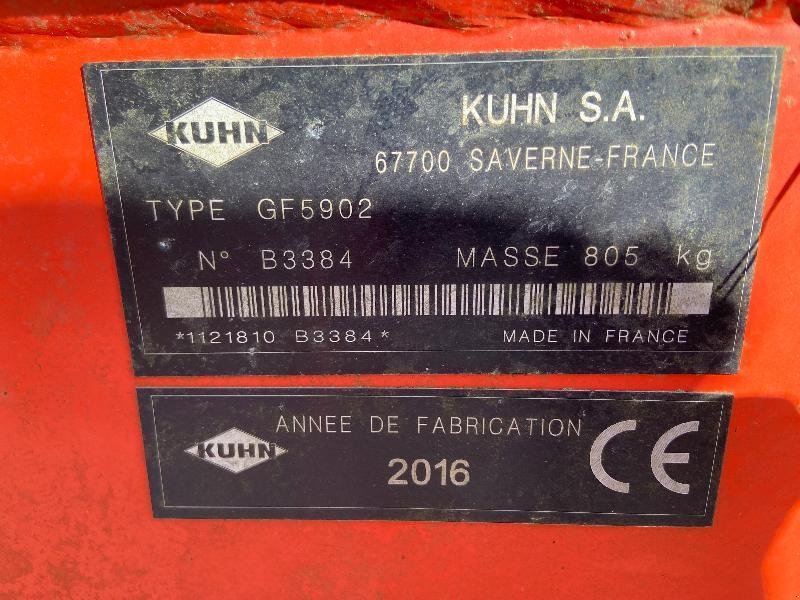 KUHN
KUHN S.A.
67700 SAVERNE-FRANCE
TYPE GF5902
N° B3384 MASSE 805 kg
*1121810 B3384*
MADE IN FRANCE
KUHN
ANNEE DE FABRICATION
2016
CE